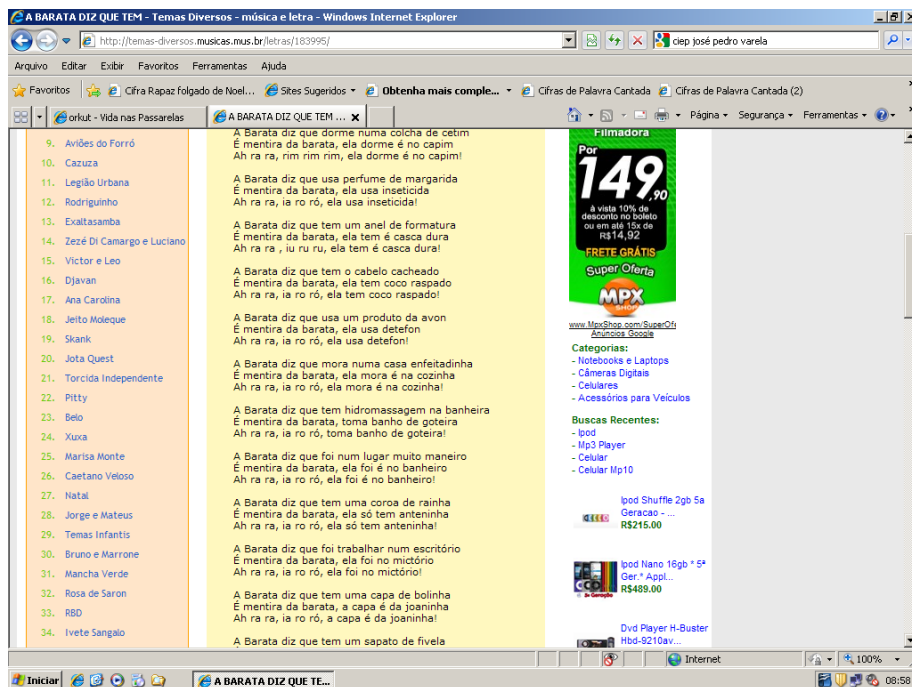 A BARATA DIZ QUE TEM - Temas Diversos - música e letra - Windows Internet Explorer
http://temas-diversos.musicas.mus.br/letras/183995/
ciep josé pedro varela
Arquivo Editar Exibir Favoritos Ferramentas Ajuda
Favoritos Cifra Rapaz folgado de Noel... Sites Sugeridos Obtenha mais comple... Cifras de Palavra Cantada Cifras de Palavra Cantada (2)
orkut - Vida nas Passarelas A BARATA DIZ QUE TEM ... Página Segurança Ferramentas
9. Aviões do Forró
10. Cazuza
11. Legião Urbana
12. Rodriguinho
13. Exaltasamba
14. Zezé Di Camargo e Luciano
15. Victor e Leo
16. Djavan
17. Ana Carolina
18. Jeito Moleque
19. Skank
20. Jota Quest
21. Torcida Independente
22. Pitty
23. Belo
24. Xuxa
25. Marisa Monte
26. Caetano Veloso
27. Natal
28. Jorge e Mateus
29. Temas Infantis
30. Bruno e Marrone
31. Mancha Verde
32. Rosa de Saron
33. RBD
34. Ivete Sangalo
A Barata diz que dorme numa colcha de cetim
É mentira da barata, ela dorme é no capim
Ah ra ra, rim rim rim, ela dorme é no capim!
A Barata diz que usa perfume de margarida
É mentira da barata, ela usa inseticida
Ah ra ra, ia ro ró, ela usa inseticida!
A Barata diz que tem um anel de formatura
É mentira da barata, ela tem é casca dura
Ah ra ra , iu ru ru, ela tem é casca dura!
A Barata diz que tem o cabelo cacheado
É mentira da barata, ela tem coco raspado
Ah ra ra, ia ro ró, ela tem coco raspado!
A Barata diz que usa um produto da avon
É mentira da barata, ela usa detefon
Ah ra ra, ia ro ró, ela usa detefon!
A Barata diz que mora numa casa enfeitadinha
É mentira da barata, ela mora é na cozinha
Ah ra ra, ia ro ró, ela mora é na cozinha!
A Barata diz que tem hidromassagem na banheira
É mentira da barata, toma banho de goteira
Ah ra ra, ia ro ró, toma banho de goteira!
A Barata diz que foi num lugar muito maneiro
É mentira da barata, ela foi é no banheiro
Ah ra ra, ia ro ró, ela foi é no banheiro!
A Barata diz que tem uma coroa de rainha
É mentira da barata, ela só tem anteninha
Ah ra ra, ia ro ró, ela só tem anteninha!
A Barata diz que foi trabalhar num escritório
É mentira da barata, ela foi no mictório
Ah ra ra, ia ro ró, ela foi no mictório!
A Barata diz que tem uma capa de bolinha
É mentira da barata, a capa é da joaninha
Ah ra ra, ia ro ró, a capa é da joaninha!
A Barata diz que tem um sapato de fivela
Filmadora
Por
149,90
à vista 10% de
desconto no boleto
ou em até 15x de
R$14,92
FRETE GRÁTIS
Super Oferta
MPX
SHOP
www.MpxShop.com/SuperOfe
Anúncios Google
Categorias:
- Notebooks e Laptops
- Câmeras Digitais
- Celulares
- Acessórios para Veículos
Buscas Recentes:
- Ipod
- Mp3 Player
- Celular
- Celular Mp10
Ipod Shuffle 2gb 5a
Geracao - ...
R$215.00
Ipod Nano 16gb * 5ª
Ger.* Appl...
R$489.00
Dvd Player H-Buster
Hbd-9210av...
Internet 100%
Iniciar A BARATA DIZ QUE TE... 08:58